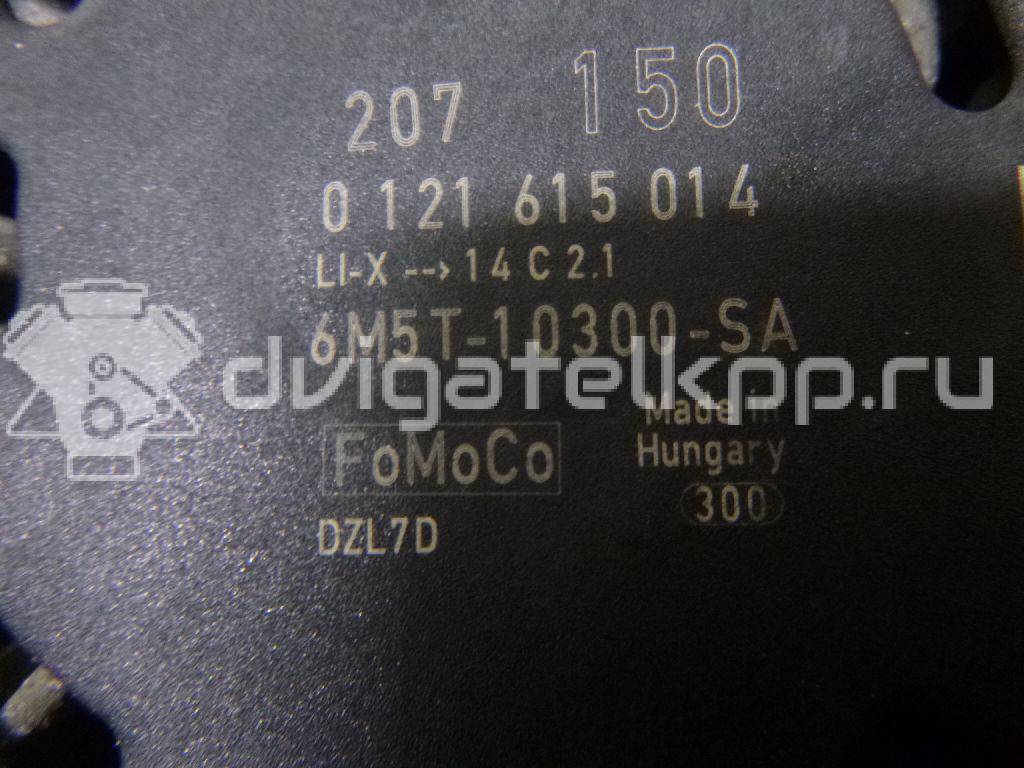 207 150
0 121 615 014
LI-X --> 14 C 2.1
6M5T-10300-SA
dvigatelkpp.ru
Made in
Hungary
FoMoCo
300
DZL7D